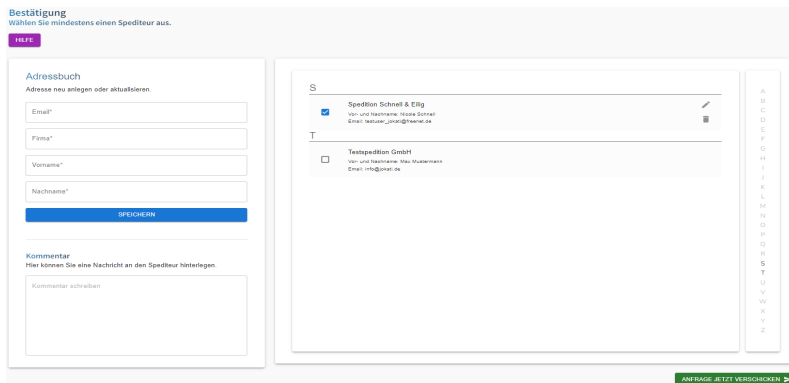 Bestätigung
Wählen Sie mindestens einen Spediteur aus.
HILFE
Adressbuch
Adresse neu anlegen oder aktualisieren.
Email*
Firma*
Vorname*
Nachname*
SPEICHERN
Kommentar
Hier können Sie eine Nachricht an den Spediteur hinterlegen.
Kommentar schreiben
S
Spedition Schnell & Eilig
Vor- und Nachname: Nicole Schnell
Email: testuser_jokati@freenet.de
T
Testspedition GmbH
Vor- und Nachname: Max Mustermann
Email: info@jokati.de
A
B
C
D
E
F
G
H
I
J
K
L
M
N
O
P
Q
R
S
T
U
V
W
X
Y
Z
ANFRAGE JETZT VERSCHICKEN